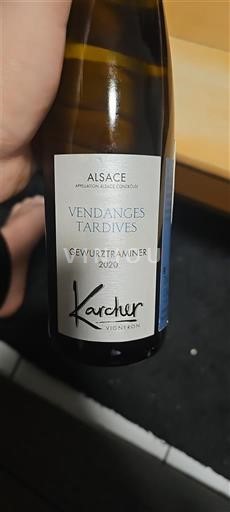 ALSACE
APPELLATION ALSACE CONTRÔLÉE
VENDANGES
TARDIVES
GEWURZTRAMINER
2020
Karcher
VIGNERON